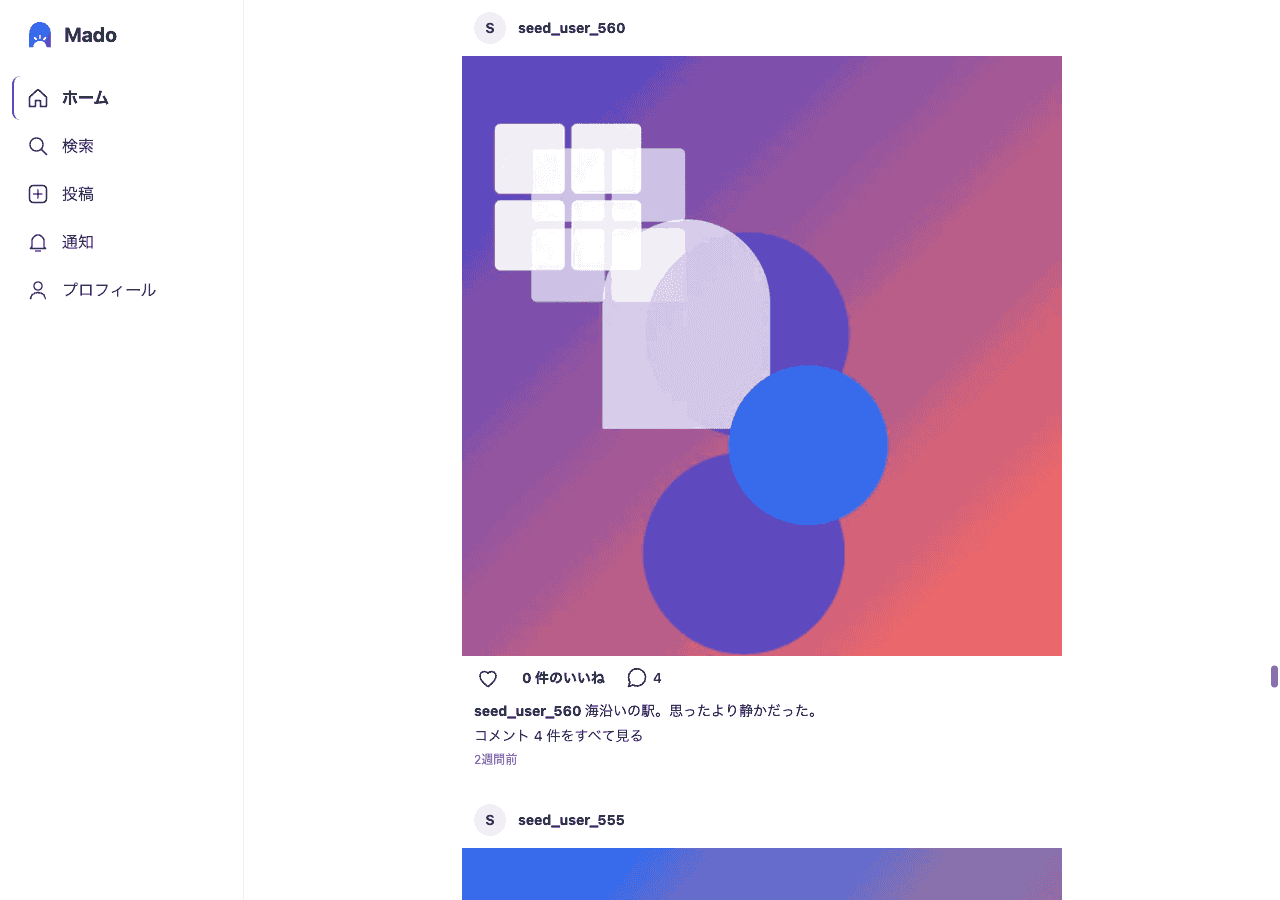 Mado
ホーム
検索
投稿
通知
プロフィール
S seed_user_560
0 件のいいね 4
seed_user_560 海沿いの駅。思ったより静かだった。
コメント 4 件をすべて見る
2週間前
S seed_user_555